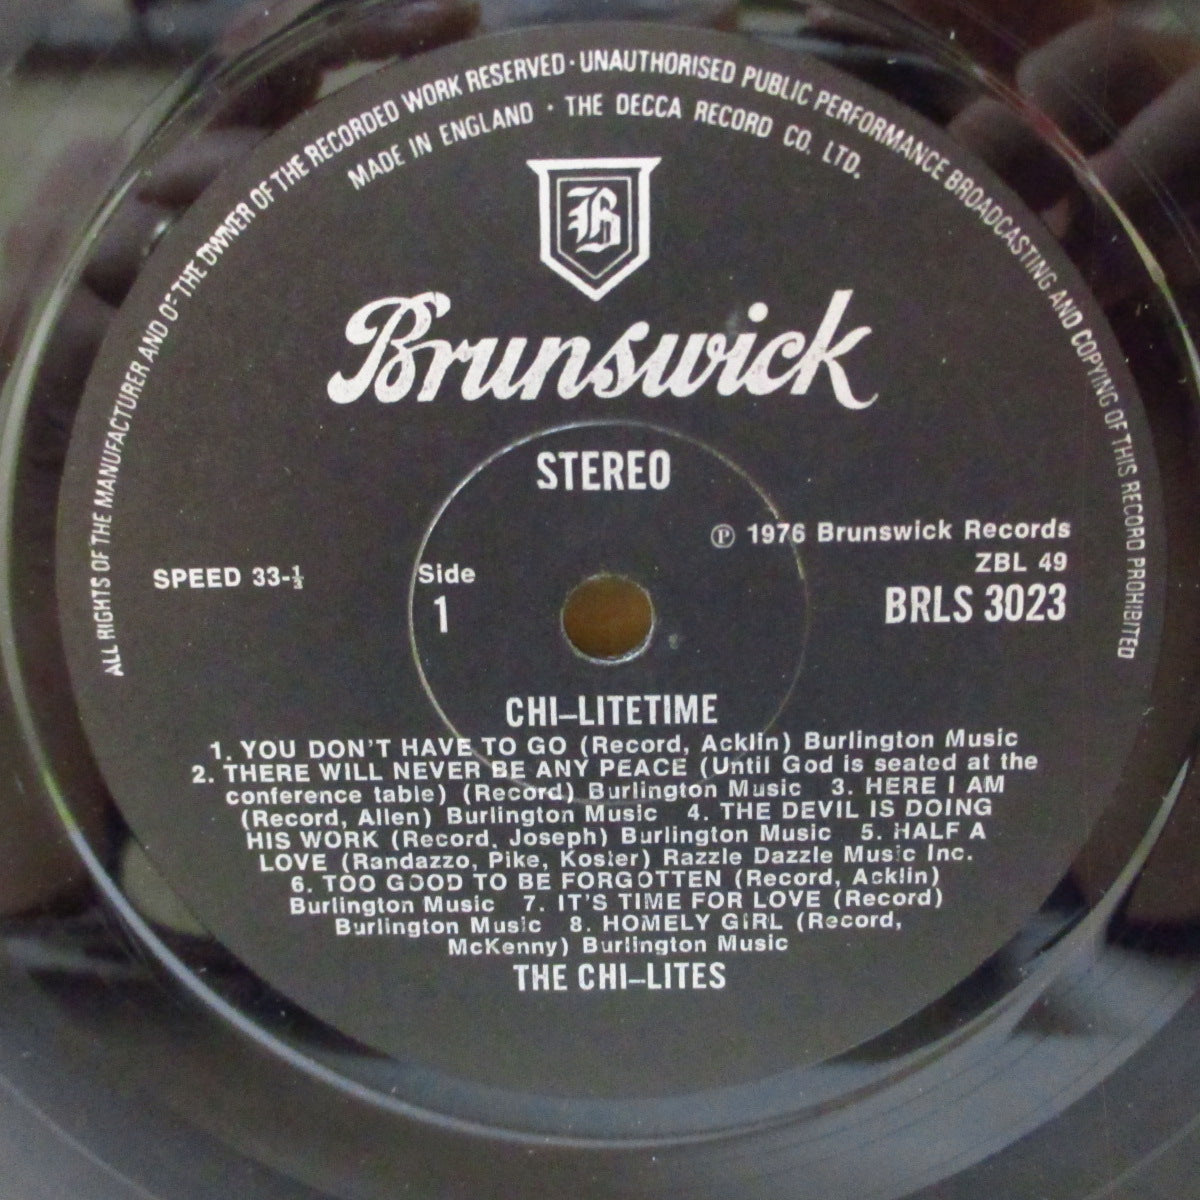 ALL RIGHTS OF THE MANUFACTURER AND OF THE OWNER OF THE RECORDED WORK RESERVED · UNAUTHORISED PUBLIC PERFORMANCE BROADCASTING AND COPYING OF THIS RECORD PROHIBITED
MADE IN ENGLAND · THE DECCA RECORD CO. LTD.
B
Brunswick
STEREO
℗ 1976 Brunswick Records
ZBL 49
BRLS 3023
SPEED 33-⅓
Side
1
CHI-LITETIME
1. YOU DON'T HAVE TO GO (Record, Acklin) Burlington Music
2. THERE WILL NEVER BE ANY PEACE (Until God is seated at the
conference table) (Record) Burlington Music 3. HERE I AM
(Record, Allen) Burlington Music 4. THE DEVIL IS DOING
HIS WORK (Record, Joseph) Burlington Music 5. HALF A
LOVE (Randazzo, Pike, Kosler) Razzle Dazzle Music Inc.
6. TOO GOOD TO BE FORGOTTEN (Record, Acklin)
Burlington Music 7. IT'S TIME FOR LOVE (Record)
Burlington Music 8. HOMELY GIRL (Record,
McKenny) Burlington Music
THE CHI-LITES